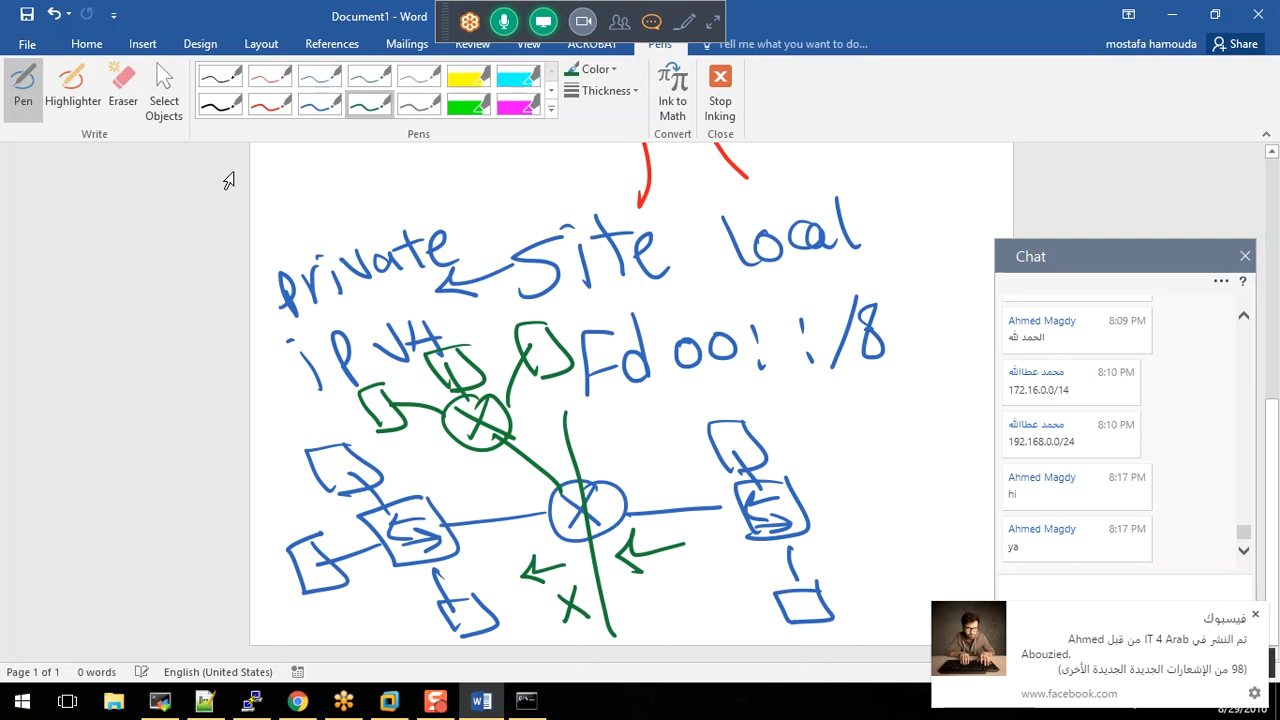 Document1 - Word
File
Home
Insert
Design
Layout
References
Mailings
Review
View
ACROBAT
Pens
Tell me what you want to do...
mostafa hamouda
Share
Pen
Highlighter
Eraser
Select
Objects
Color
Thickness
Ink to
Math
Stop
Inking
Write
Pens
Convert
Close
private
site local
ipv4
Fd00::/8
Chat
Ahmed Magdy 8:09 PM
الحمد لله
محمد عطاالله 8:10 PM
172.16.0.0/14
محمد عطاالله 8:10 PM
192.168.0.0/24
Ahmed Magdy 8:17 PM
hi
Ahmed Magdy 8:17 PM
ya
فيسبوك
تم النشر في IT 4 Arab من قبل Ahmed
Abouzied.
(98 من الإشعارات الجديدة الجديدة الأخرى)
www.facebook.com
Page 1 of 1
0 words
English (United States)
8/29/2016